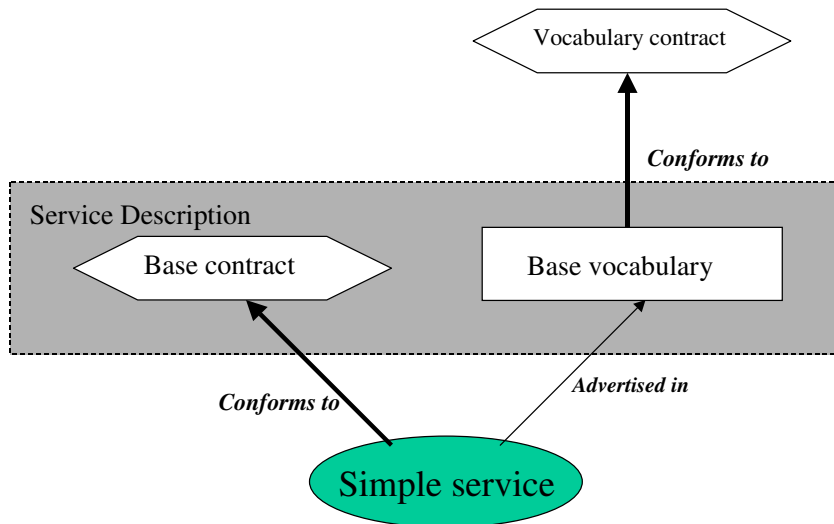 Vocabulary contract
Conforms to
Service Description
Base contract
Base vocabulary
Conforms to
Advertised in
Simple service